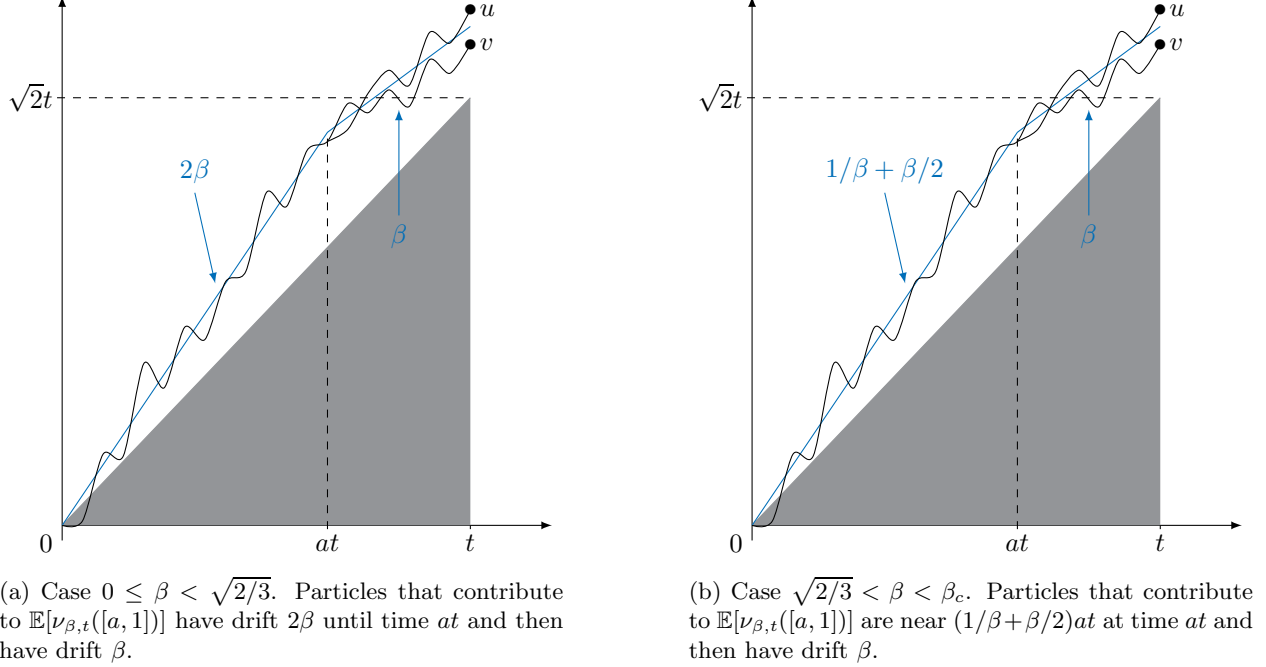 u
v
√2t
2β
β
0
at
t
(a) Case 0 ≤ β < √2/3. Particles that contribute
to 𝔼[ν_{β,t}([a, 1])] have drift 2β until time at and then
have drift β.
u
v
√2t
1/β + β/2
β
0
at
t
(b) Case √2/3 < β < β_c. Particles that contribute
to 𝔼[ν_{β,t}([a, 1])] are near (1/β+β/2)at at time at and
then have drift β.